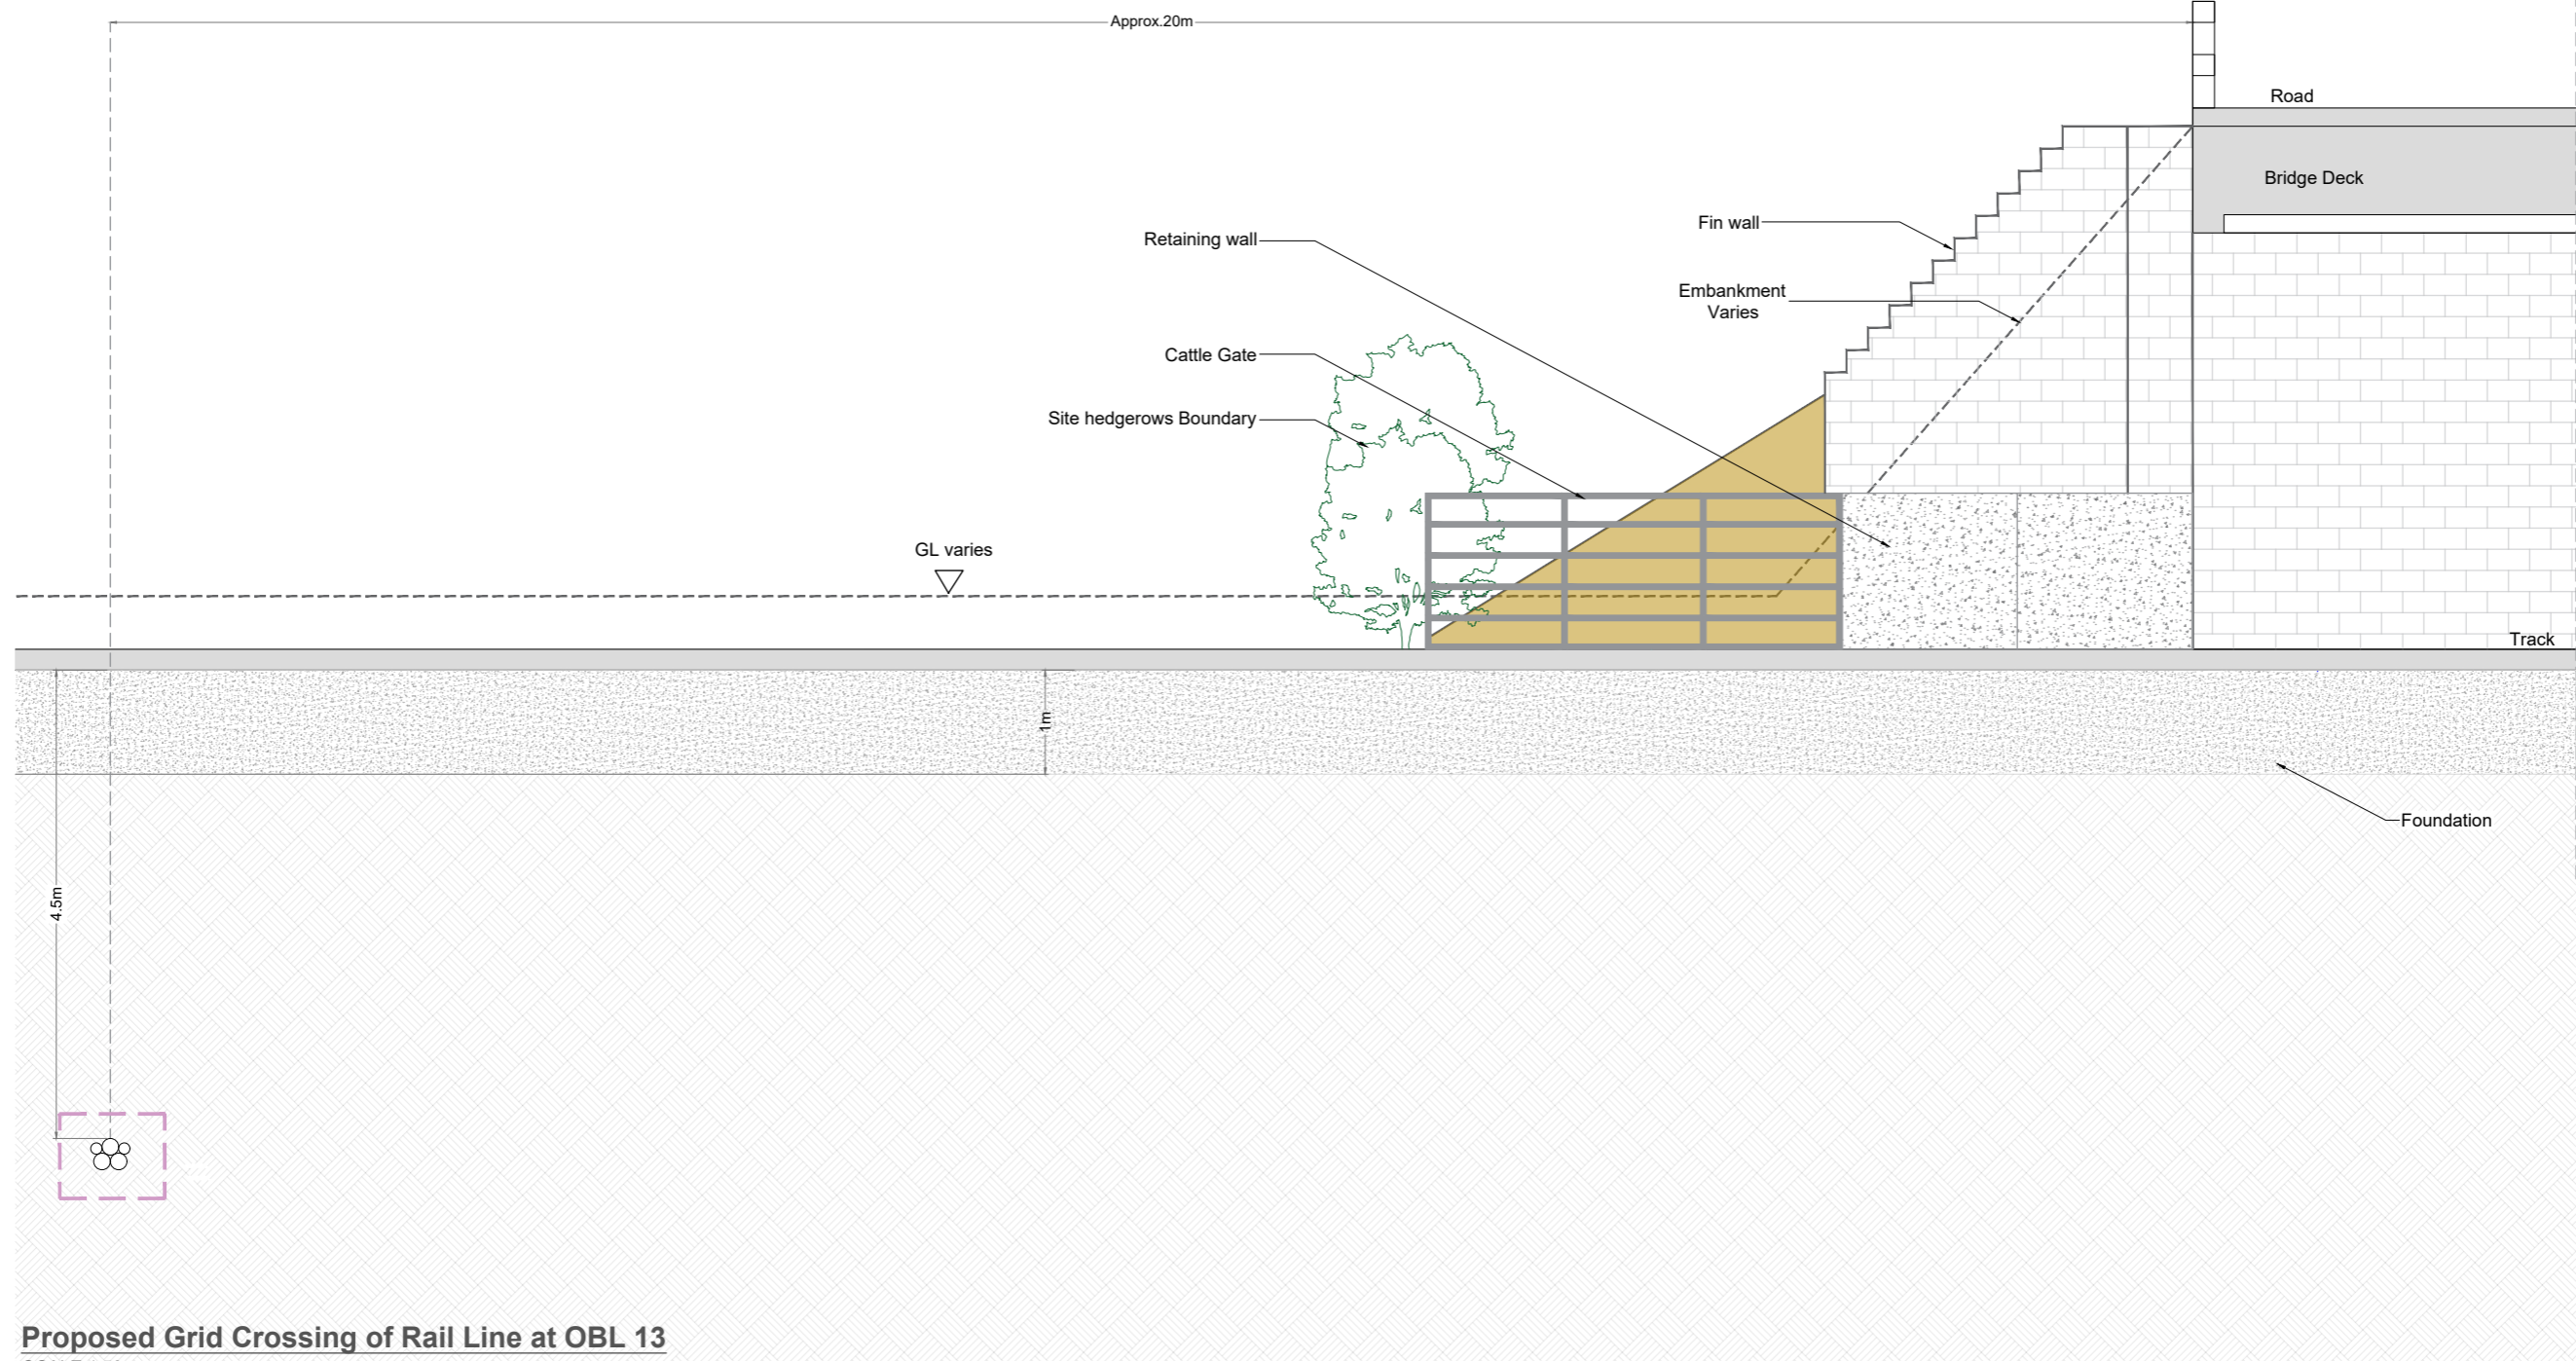 Approx.20m
Road
Bridge Deck
Fin wall
Retaining wall
Embankment
Varies
Cattle Gate
Site hedgerows Boundary
GL varies
Track
1m
Foundation
4.5m
Proposed Grid Crossing of Rail Line at OBL 13